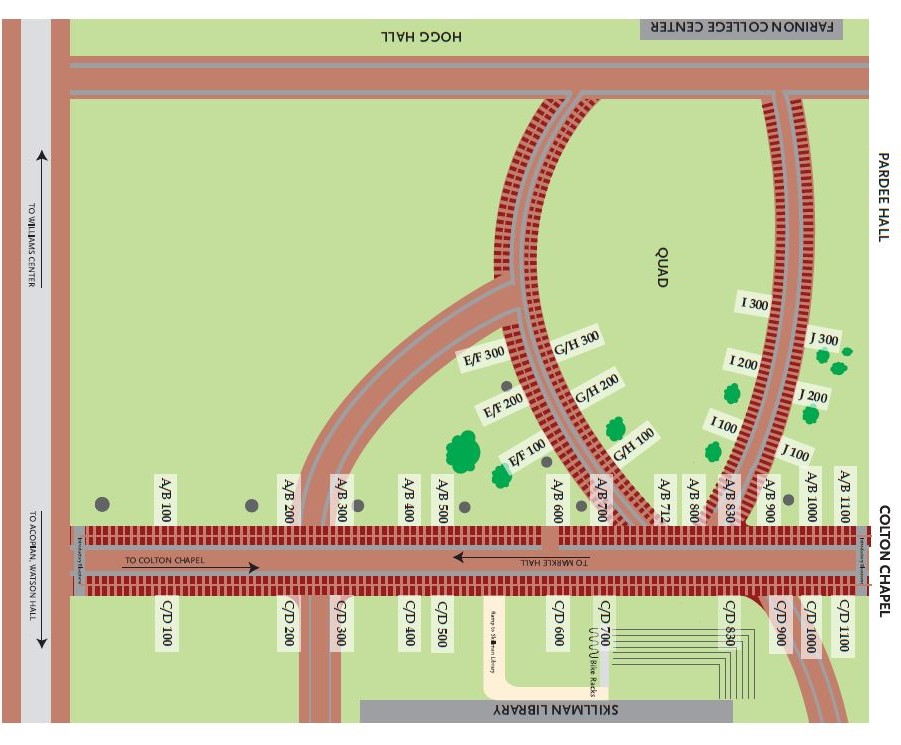 HOGG HALL
FARINON COLLEGE CENTER
PARDEE HALL
TO WILLIAMS CENTER
QUAD
I 300
J 300
E/F 300
G/H 300
I 200
J 200
E/F 200
G/H 200
I 100
J 100
E/F 100
G/H 100
A/B 100
A/B 200
A/B 300
A/B 400
A/B 500
A/B 600
A/B 700
A/B 712
A/B 800
A/B 830
A/B 900
A/B 1000
A/B 1100
COLTON CHAPEL
TO ACOPIAN, WATSON HALL
TO COLTON CHAPEL
TO MARKLE HALL
C/D 100
C/D 200
C/D 300
C/D 400
C/D 500
C/D 600
C/D 700
C/D 830
C/D 900
C/D 1000
C/D 1100
Ramp to Skillman Library
Bike Racks
SKILLMAN LIBRARY